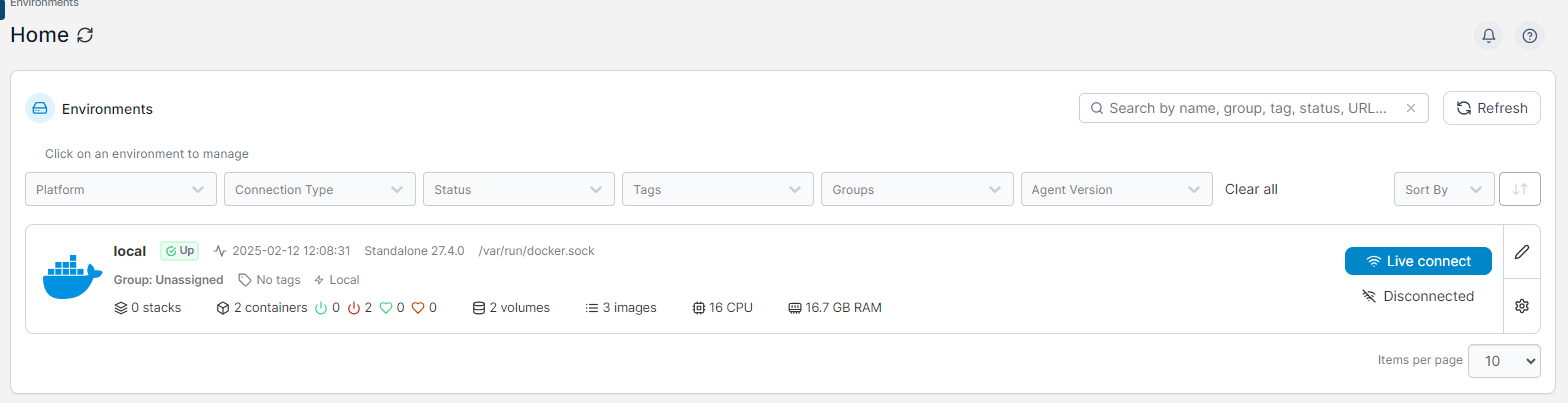 Environments
Home
Environments
Search by name, group, tag, status, URL...
Refresh
Click on an environment to manage
Platform
Connection Type
Status
Tags
Groups
Agent Version
Clear all
Sort By
local Up 2025-02-12 12:08:31 Standalone 27.4.0 /var/run/docker.sock
Live connect
Group: Unassigned No tags Local
Disconnected
0 stacks 2 containers 0 2 0 0 2 volumes 3 images 16 CPU 16.7 GB RAM
Items per page 10